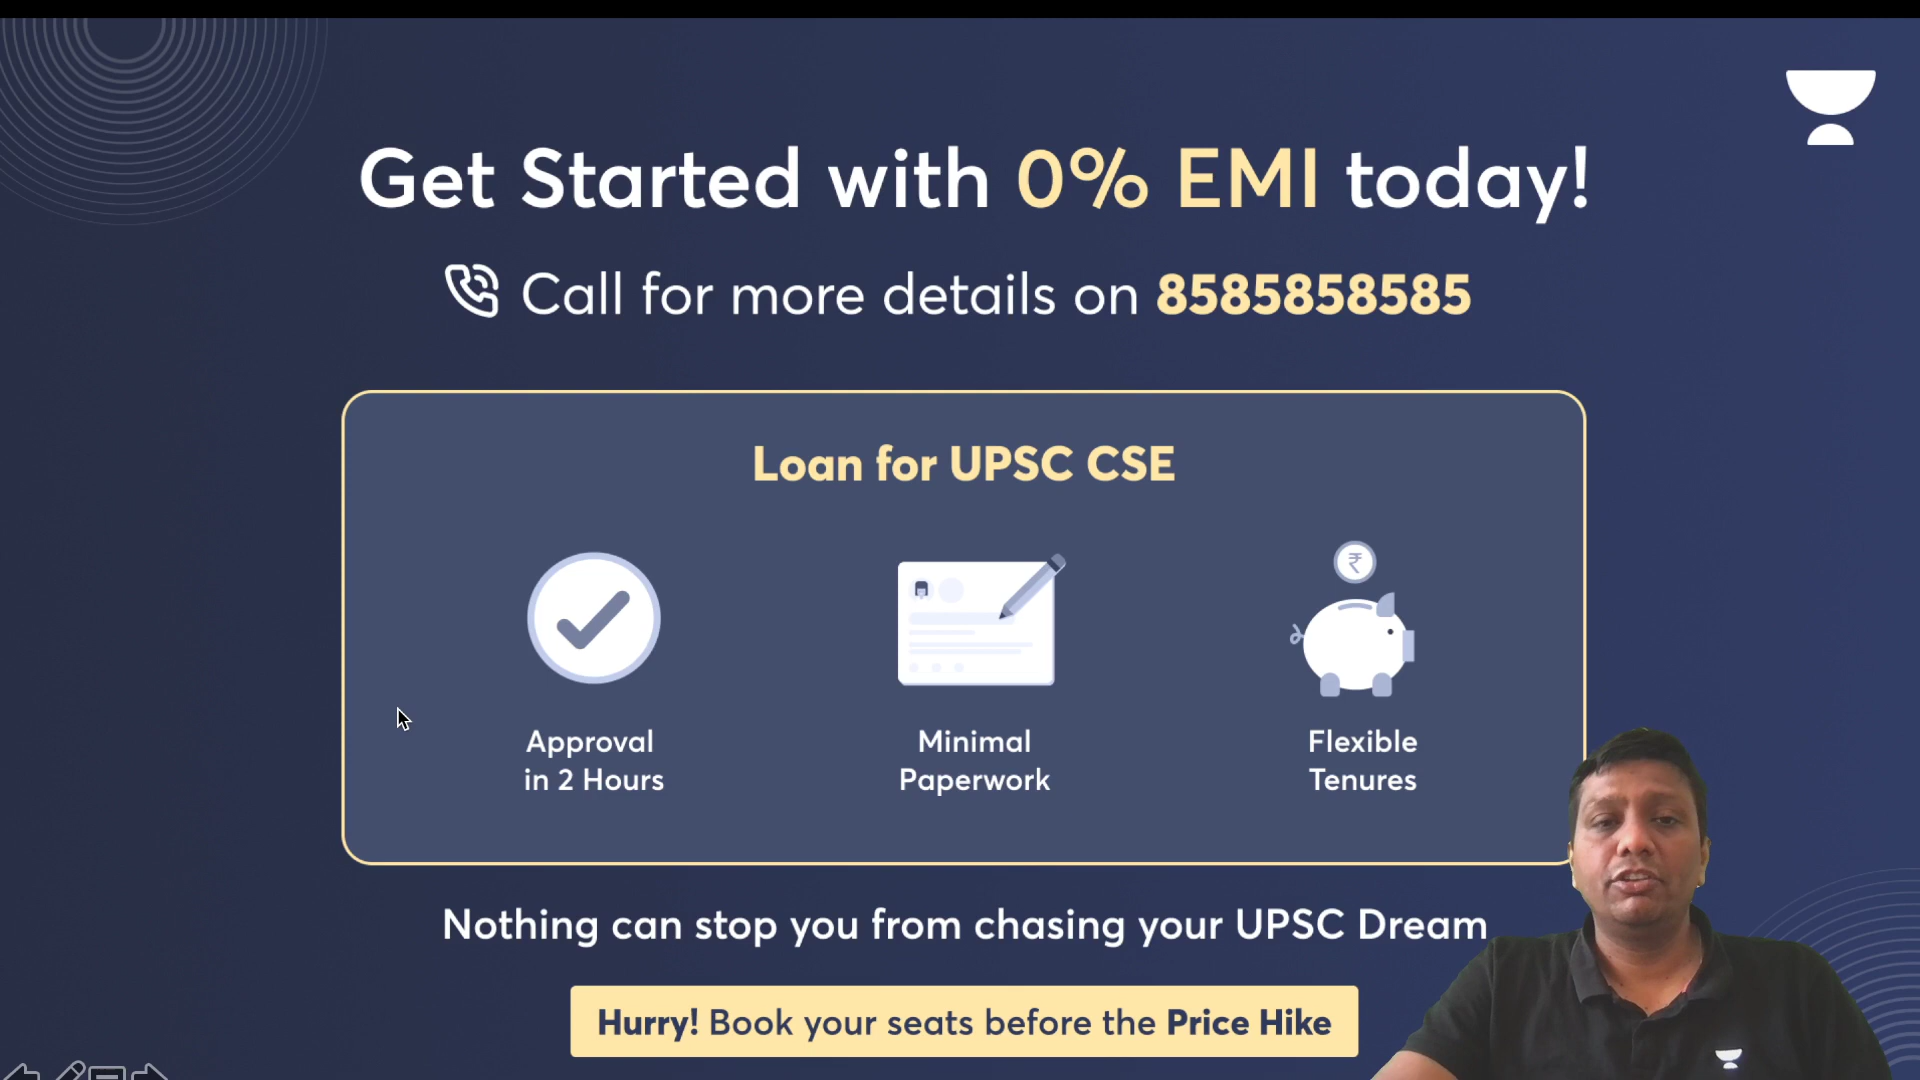 Get Started with 0% EMI today!
Call for more details on 8585858585
Loan for UPSC CSE
₹
Approval
in 2 Hours
Minimal
Paperwork
Flexible
Tenures
Nothing can stop you from chasing your UPSC Dream
Hurry! Book your seats before the Price Hike